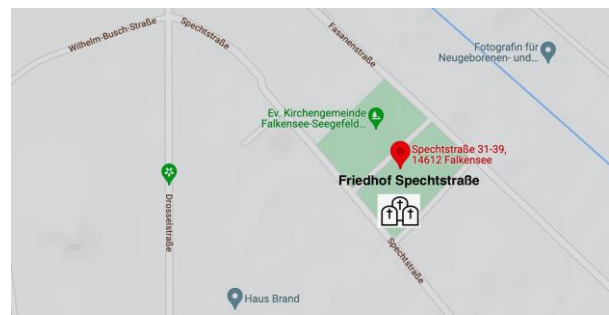 Wilhelm-Busch-Straße
Spechtstraße
Fasanenstraße
Fotografin für
Neugeborenen- und...
Ev. Kirchengemeinde
Falkensee-Seegefeld...
Spechtstraße 31-39,
14612 Falkensee
Friedhof Spechtstraße
Drosselstraße
Spechtstraße
Haus Brand